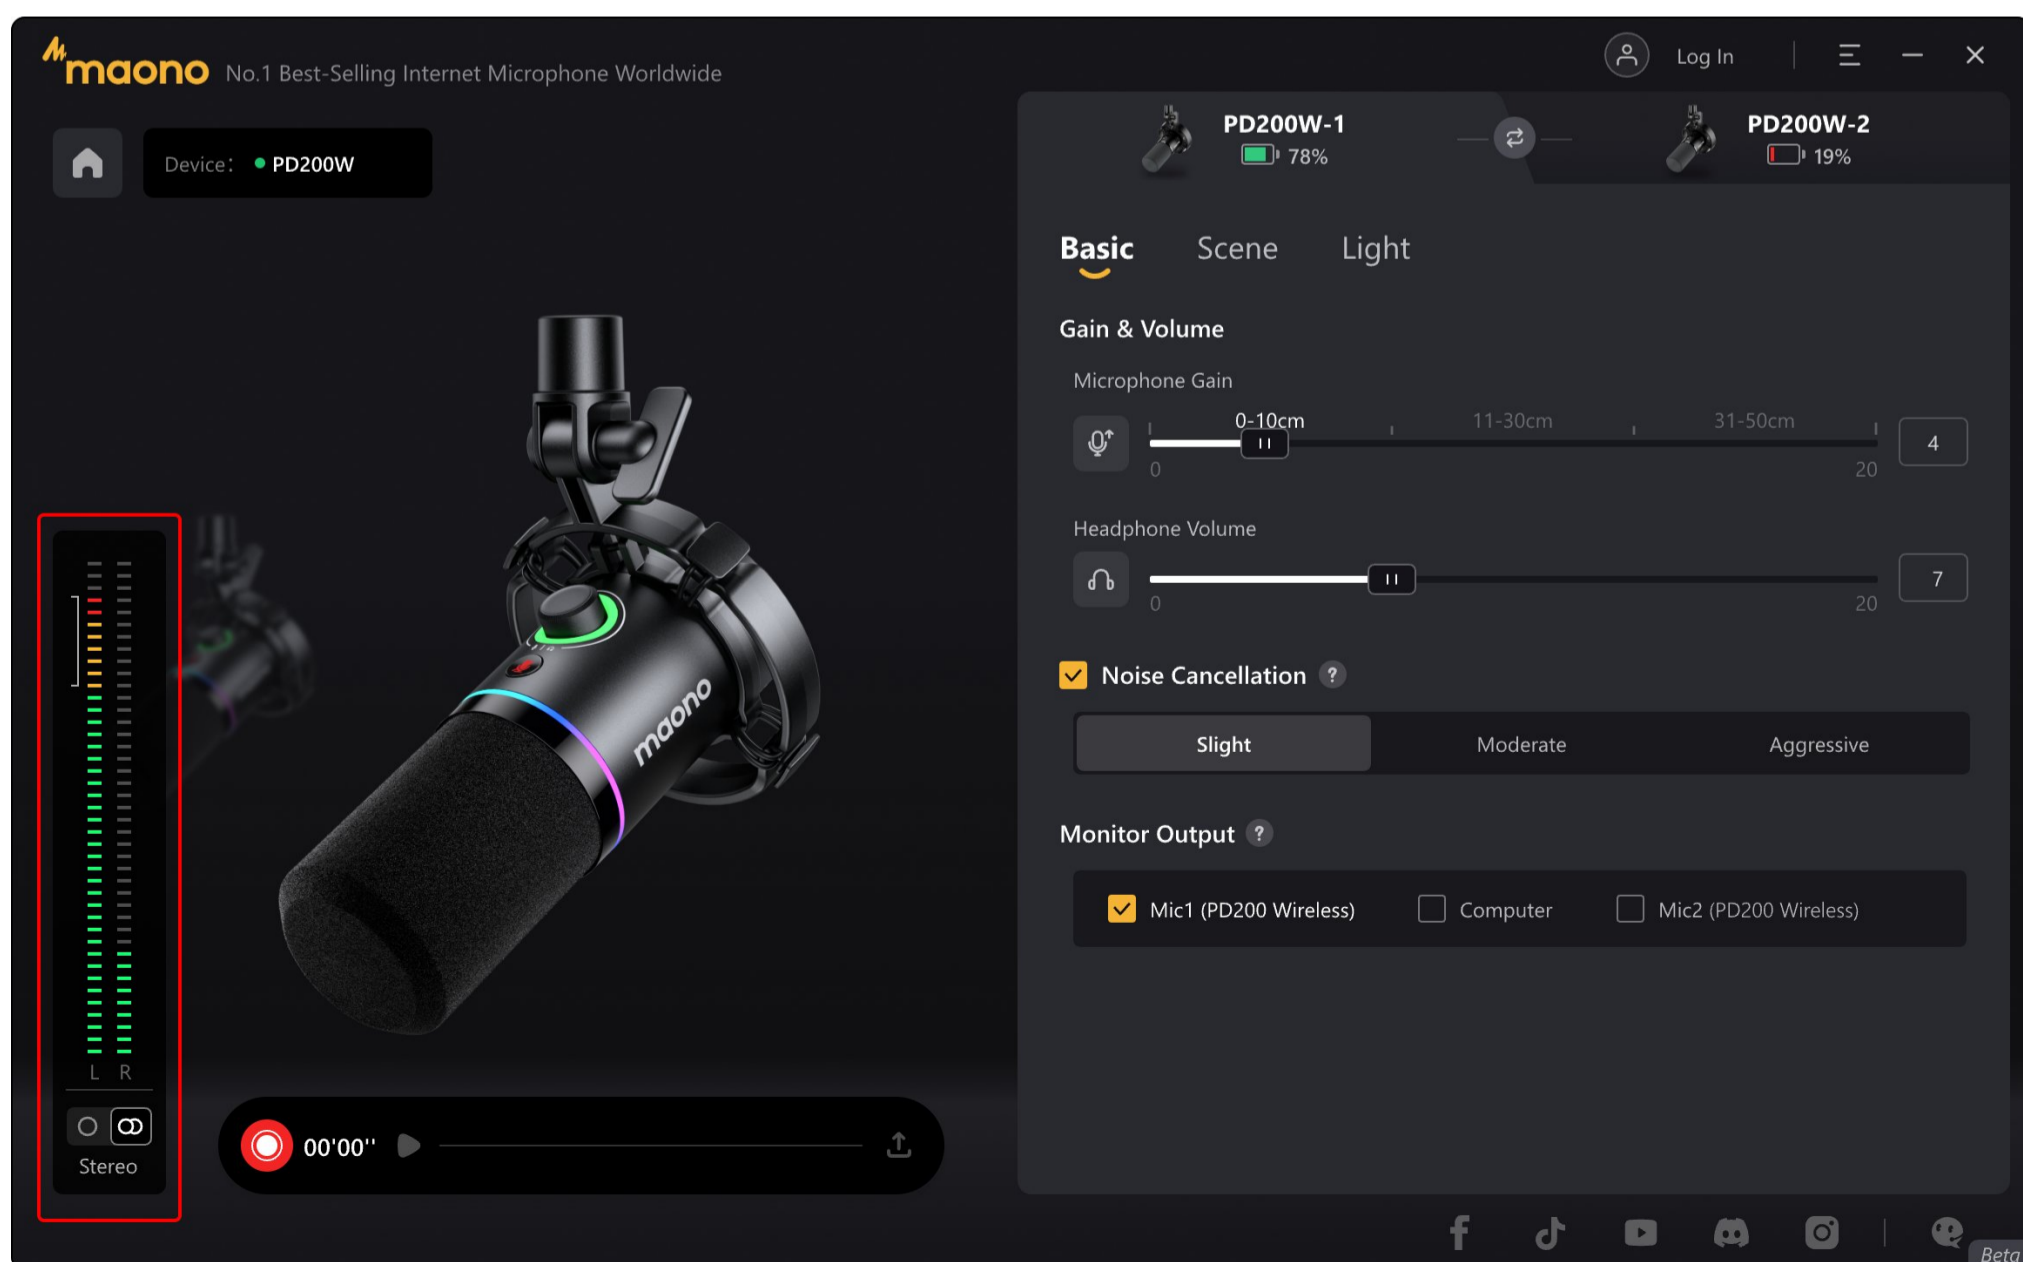 maono No.1 Best-Selling Internet Microphone Worldwide
Log In
Device: PD200W
PD200W-1
78%
PD200W-2
19%
Basic Scene Light
Gain & Volume
Microphone Gain
0-10cm 11-30cm 31-50cm
4
0 20
Headphone Volume
7
0 20
Noise Cancellation ?
Slight Moderate Aggressive
Monitor Output ?
Mic1 (PD200 Wireless) Computer Mic2 (PD200 Wireless)
maono
L R
Stereo
00'00''
Beta